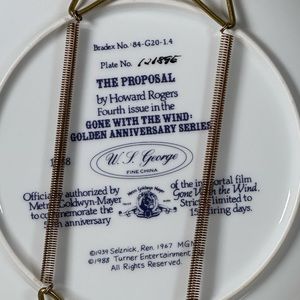 Bradex No. 84-G20-1.4
Plate No.
THE PROPOSAL
by Howard Rogers
Fourth issue in the
GONE WITH THE WIND:
GOLDEN ANNIVERSARY SERIES
W. S. George
FINE CHINA
Officially authorized by
Metro-Goldwyn-Mayer
to commemorate the
anniversary
of the immortal film
Gone With the Wind.
Strictly limited to
firing days.
©1939 Selznick, Ren. 1967 MGM
©1988 Turner Entertainment
All Rights Reserved.